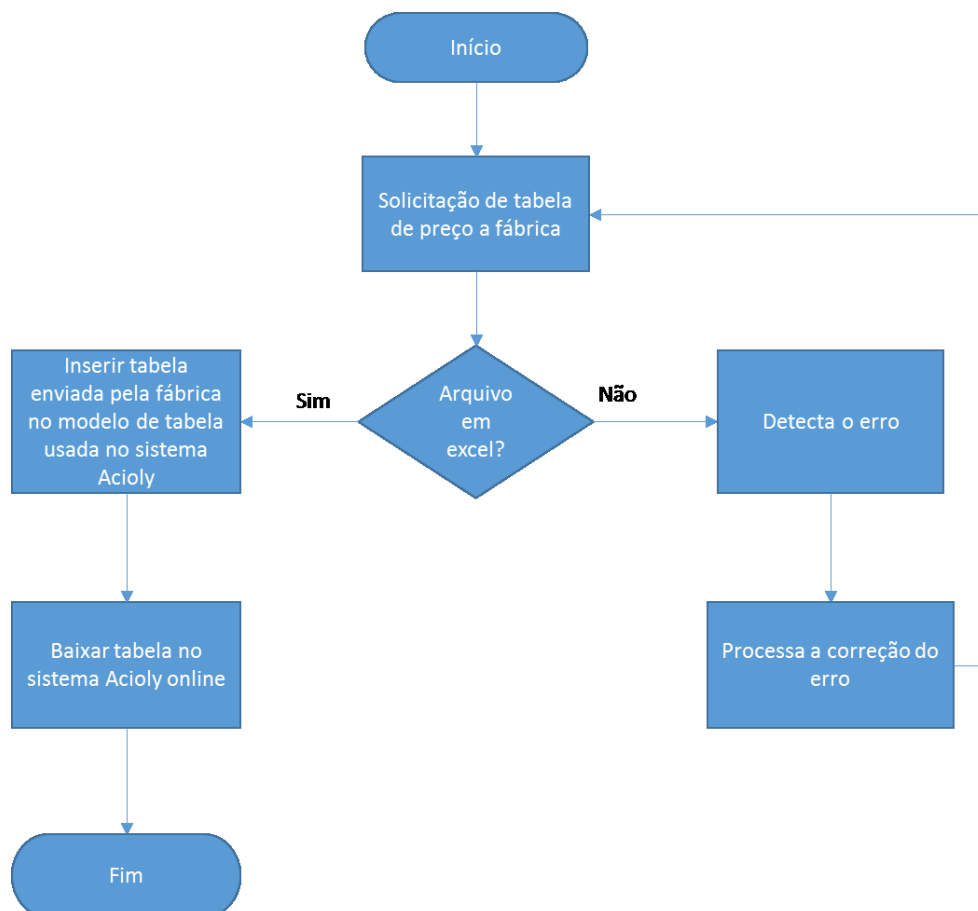 Início
Solicitação de tabela
de preço a fábrica
Inserir tabela
enviada pela fábrica
no modelo de tabela
usada no sistema
Acioly
Sim
Arquivo
em
excel?
Não
Detecta o erro
Baixar tabela no
sistema Acioly online
Processa a correção do
erro
Fim